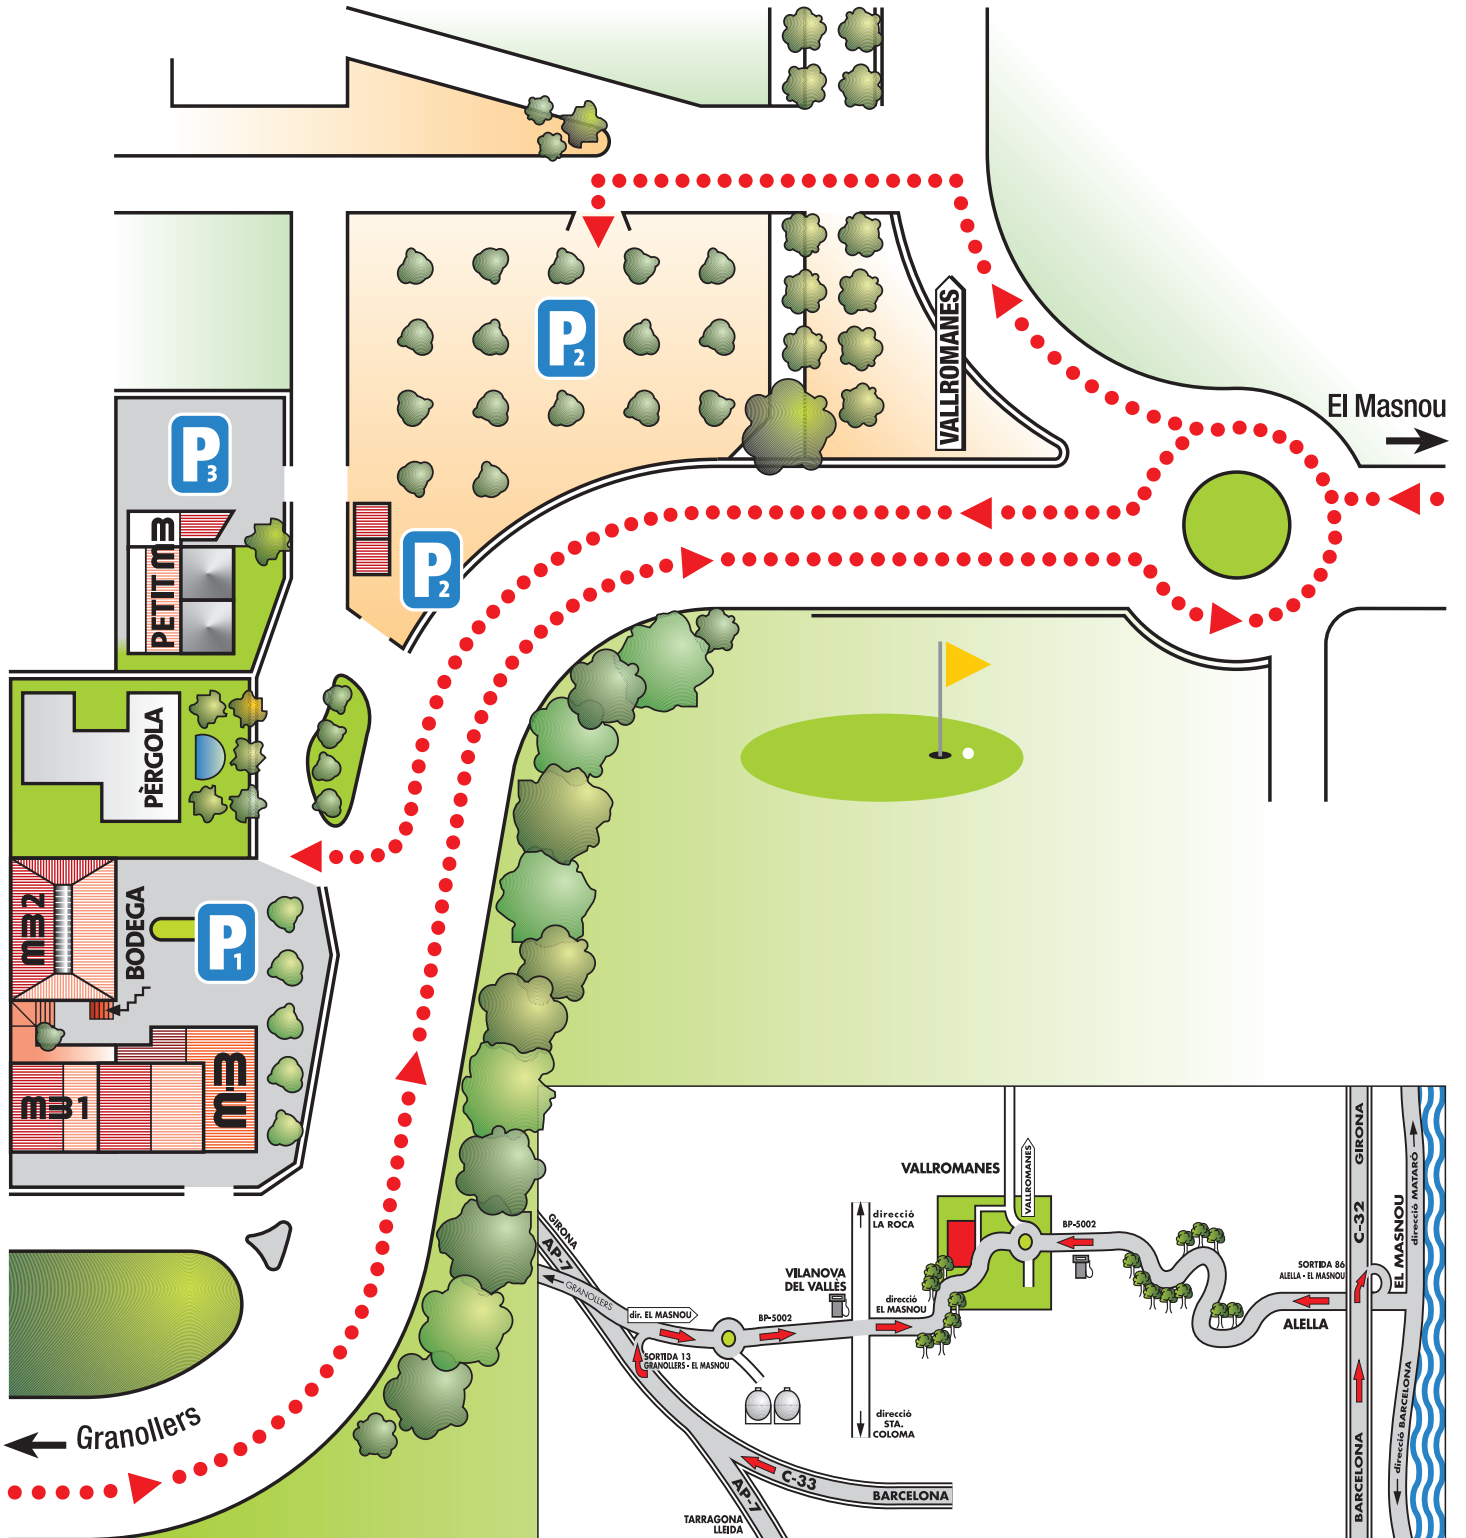 VALLROMANES
El Masnou
P2
P3
PETIT m3
P2
PÈRGOLA
m32
BODEGA
P1
m·3
m31
Granollers
VALLROMANES
VALLROMANES
BP-5002
direcció
LA ROCA
VILANOVA
DEL VALLÈS
direcció
EL MASNOU
GIRONA
AP-7
GRANOLLERS
dir. EL MASNOU
BP-5002
SORTIDA 13
GRANOLLERS - EL MASNOU
direcció
STA.
COLOMA
C-33
BARCELONA
AP-7
TARRAGONA
LLEIDA
GIRONA
C-32
BARCELONA
SORTIDA 86
ALELLA - EL MASNOU
ALELLA
EL MASNOU
direcció MATARÓ
direcció BARCELONA